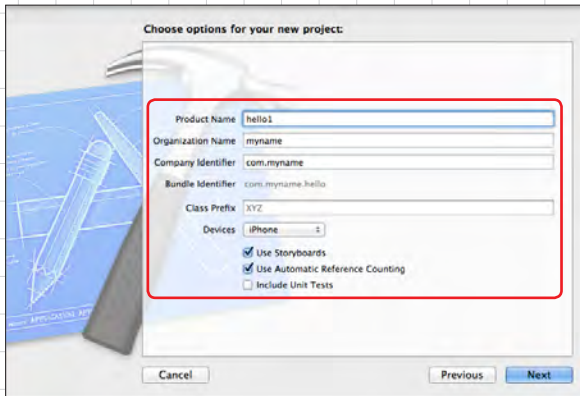 Choose options for your new project:
Product Name hello1
Organization Name myname
Company Identifier com.myname
Bundle Identifier com.myname.hello
Class Prefix XYZ
Devices iPhone
Use Storyboards
Use Automatic Reference Counting
Include Unit Tests
Cancel Previous Next